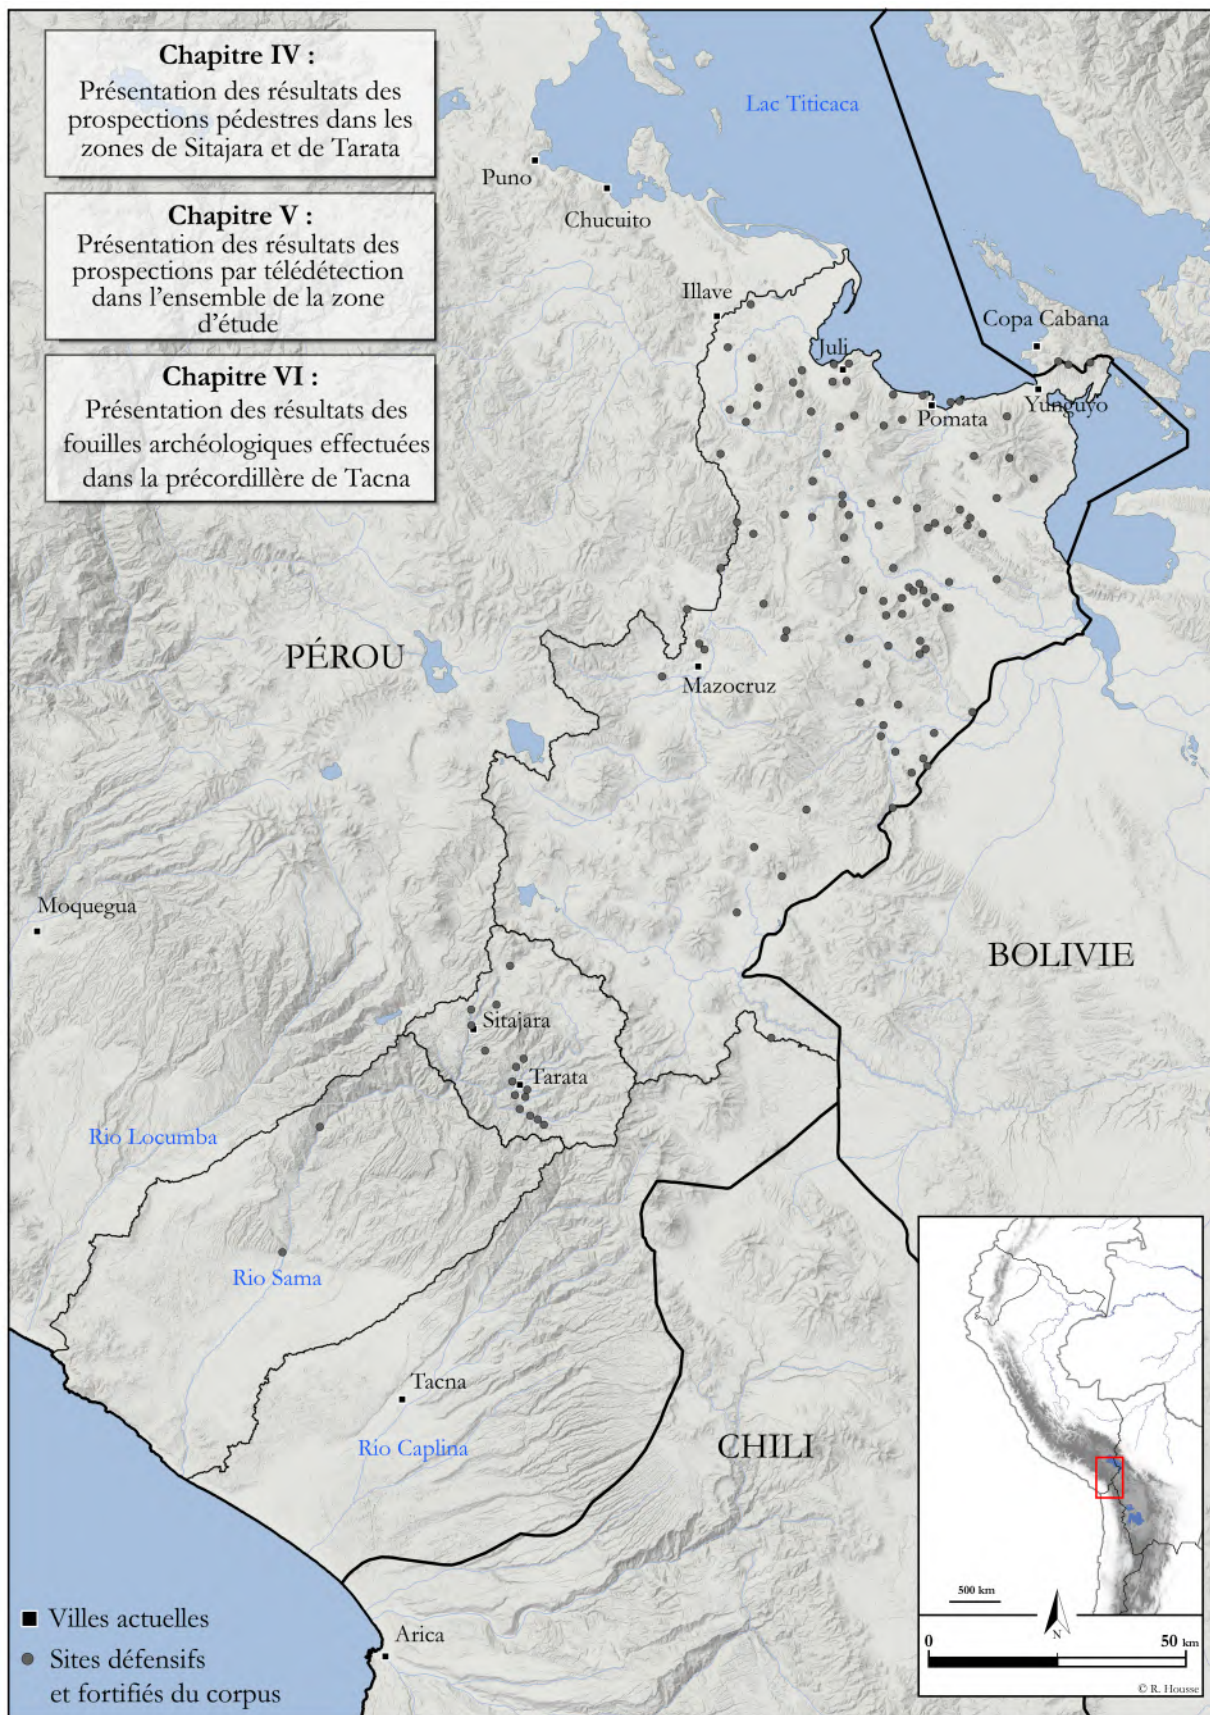 Chapitre IV :
Présentation des résultats des
prospections pédestres dans les
zones de Sitajara et de Tarata
Chapitre V :
Présentation des résultats des
prospections par télédétection
dans l'ensemble de la zone
d'étude
Chapitre VI :
Présentation des résultats des
fouilles archéologiques effectuées
dans la précordillère de Tacna
Lac Titicaca
Puno
Chucuito
Illave
Copa Cabana
Juli
Yunguyo
Pomata
PÉROU
Mazocruz
Moquegua
BOLIVIE
Sitajara
Tarata
Rio Locumba
Rio Sama
Tacna
Rio Caplina
CHILI
Arica
Villes actuelles
Sites défensifs
et fortifiés du corpus
500 km
N
0 50 km
© R. Housse